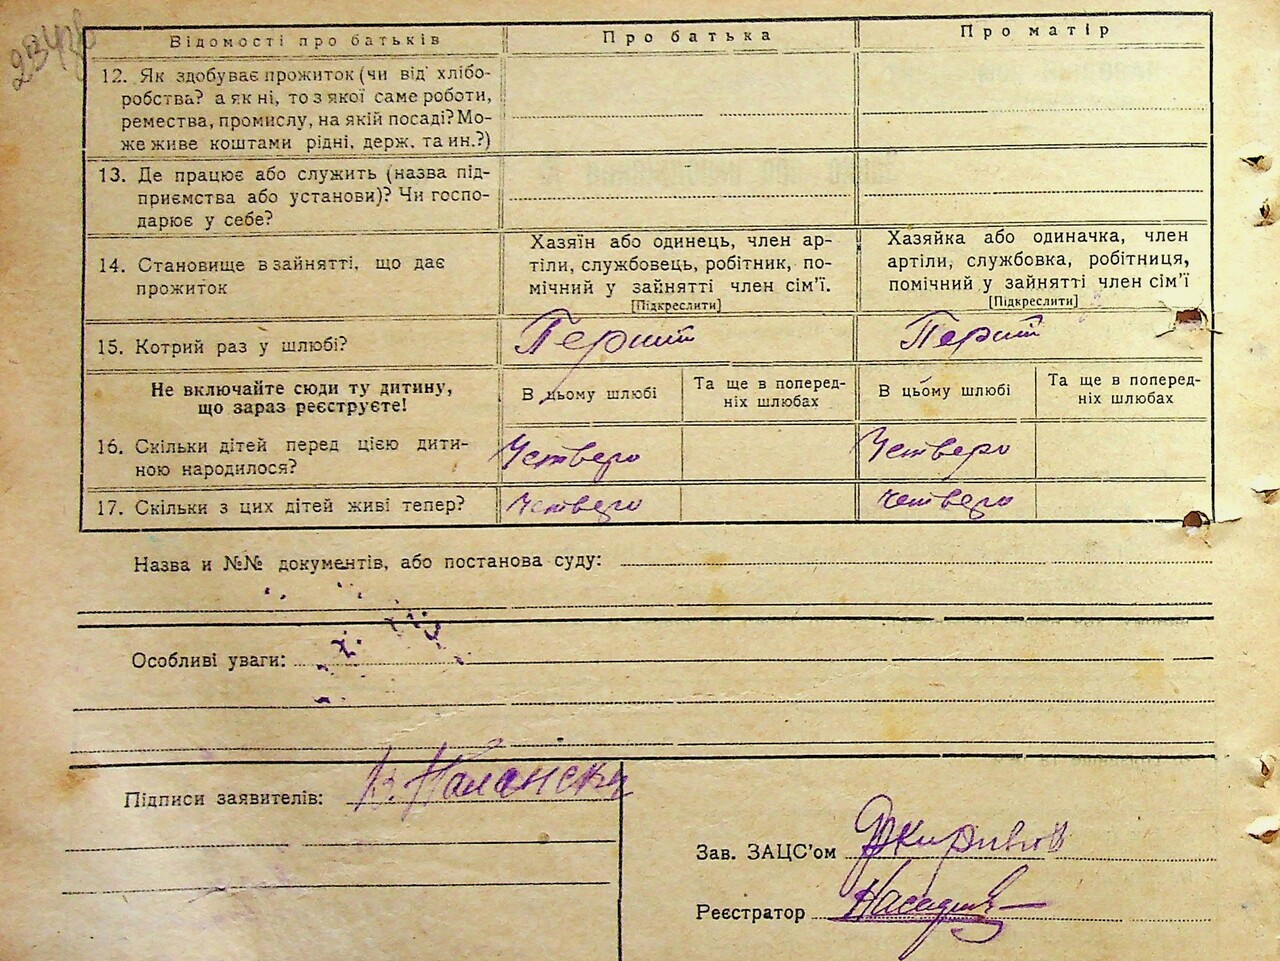 Відомості про батьків Про батька Про матір
12. Як здобуває прожиток (чи від хлібо-
робства? а як ні, то з якої саме роботи,
ремества, промислу, на якій посаді? Мо-
же живе коштами рідні, держ. та ин.?)
13. Де працює або служить (назва під-
приємства або установи)? Чи госпо-
дарює у себе?
14. Становище в зайнятті, що дає
прожиток
Хазяїн або одинець, член ар-
тіли, службовець, робітник, по-
мічний у зайнятті член сім'ї.
[Підкреслити]
Хазяйка або одиначка, член
артіли, службовка, робітниця,
помічний у зайнятті член сім'ї
[Підкреслити]
15. Котрий раз у шлюбі? Перший Перший
Не включайте сюди ту дитину,
що зараз реєструєте!
В цьому шлюбі
Та ще в поперед-
ніх шлюбах
В цьому шлюбі
Та ще в поперед-
ніх шлюбах
16. Скільки дітей перед цією дити-
ною народилося?
Четверо Четверо
17. Скільки з цих дітей живі тепер? Четверо четверо
Назва и №№ документів, або постанова суду:
Особливі уваги:
Підписи заявителів:
Зав. ЗАЦС'ом
Реєстратор